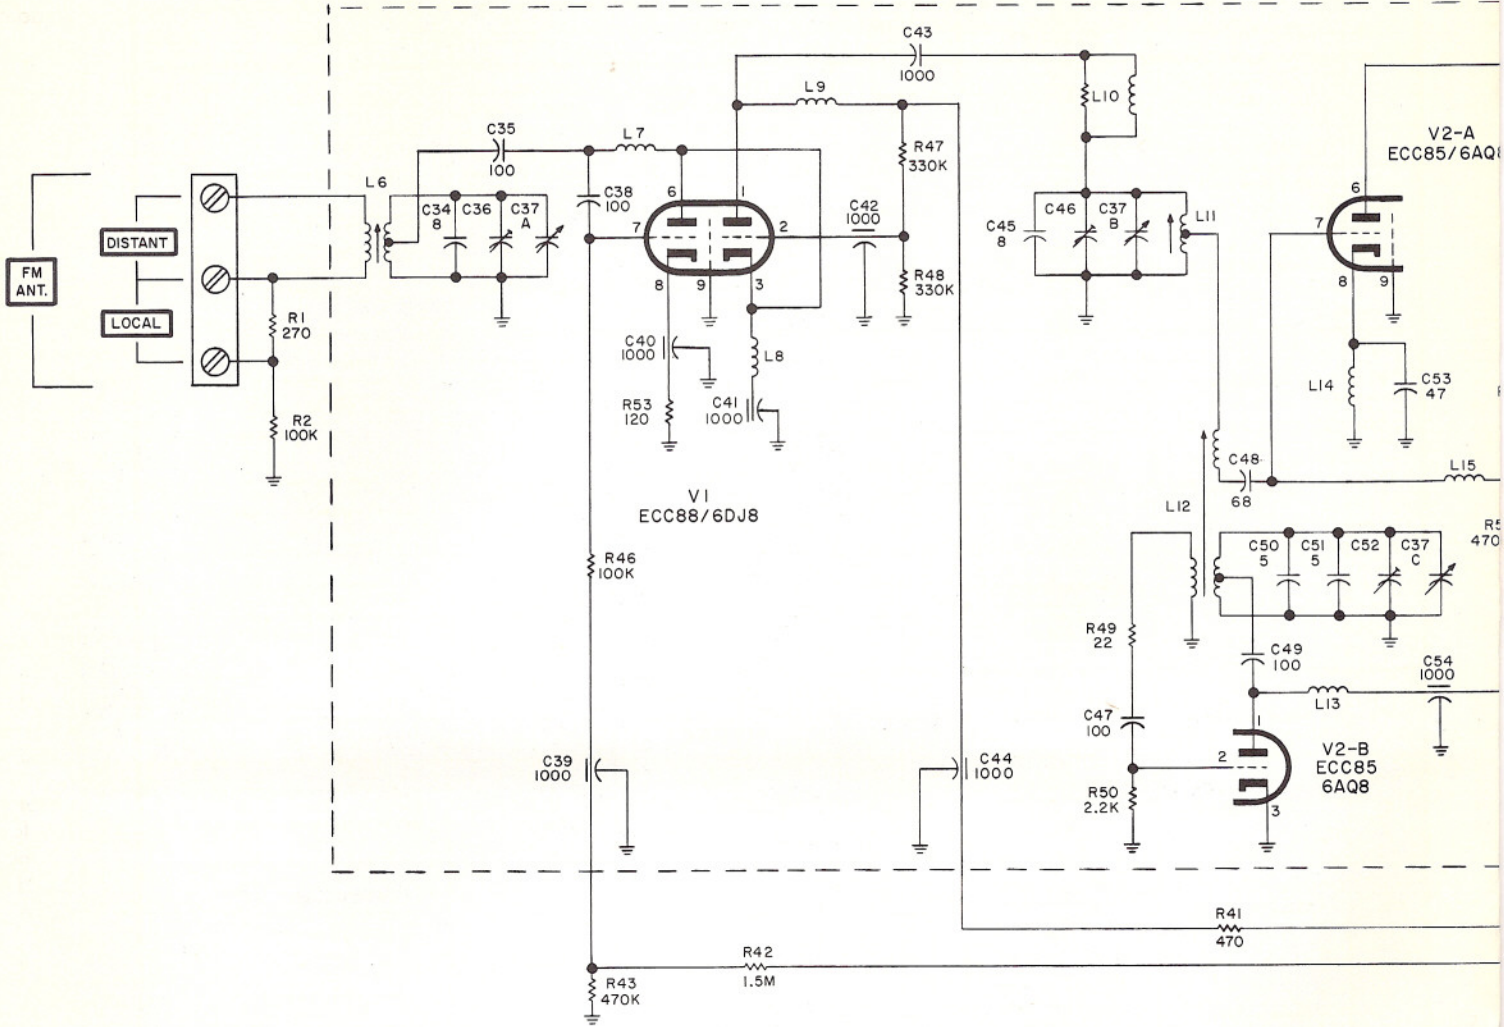 C43
1000
L9
L10
V2-A
ECC85/6AQ8
R47
330K
C35
100
L7
L6
C38
100
6
1
C42
1000
7
2
C34
8
C36
C37
A
C45
8
C46
C37
B
L11
6
7
8
9
DISTANT
FM
ANT.
LOCAL
R1
270
R2
100K
8
9
3
R48
330K
C40
1000
L8
R53
120
C41
1000
L14
C53
47
V1
ECC88/6DJ8
C48
68
L15
L12
R5
470
C50
5
C51
5
C52
C37
C
R46
100K
R49
22
C49
100
C54
1000
L13
C47
100
1
2
3
V2-B
ECC85
6AQ8
C39
1000
C44
1000
R50
2.2K
R41
470
R42
1.5M
R43
470K